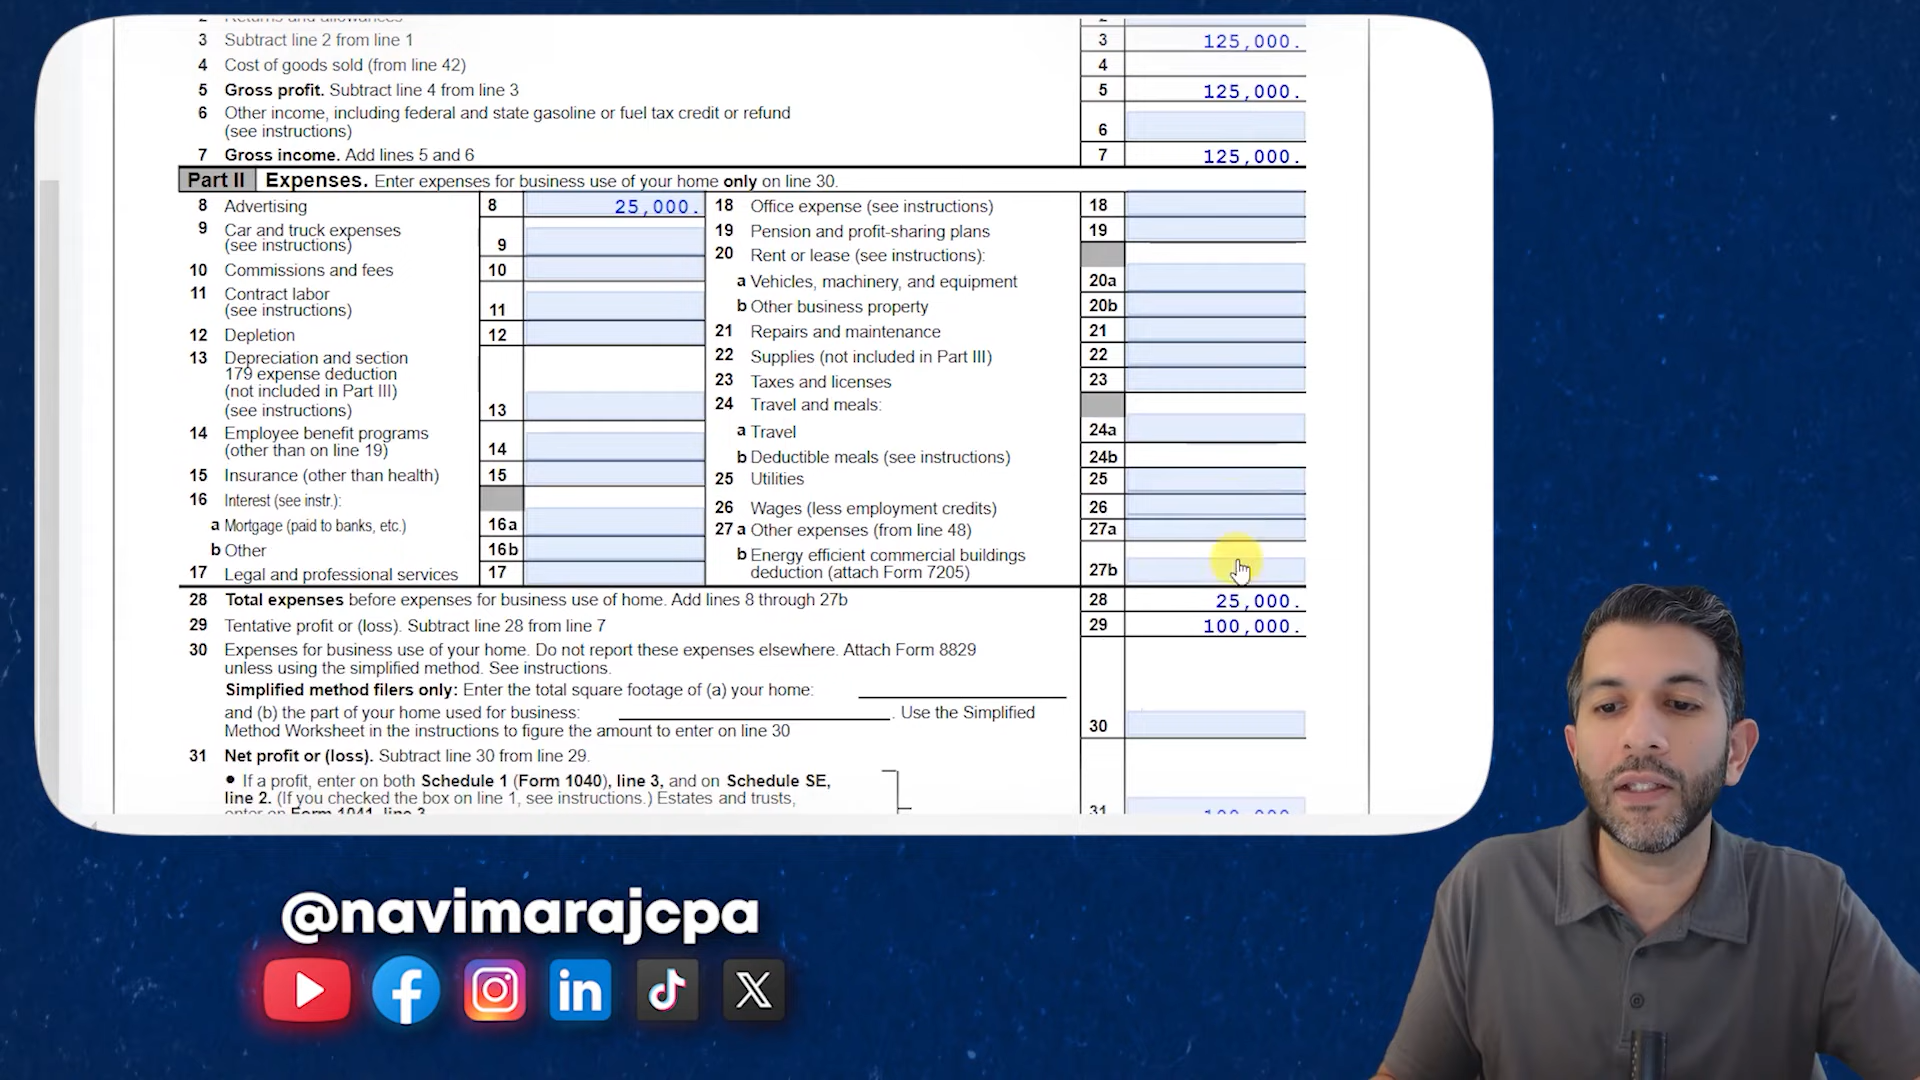 2 Returns and allowances 2
3 Subtract line 2 from line 1 3 125,000.
4 Cost of goods sold (from line 42) 4
5 Gross profit. Subtract line 4 from line 3 5 125,000.
6 Other income, including federal and state gasoline or fuel tax credit or refund
(see instructions) 6
7 Gross income. Add lines 5 and 6 7 125,000.
Part II Expenses. Enter expenses for business use of your home only on line 30.
8 Advertising 8 25,000.
9 Car and truck expenses
(see instructions) 9
10 Commissions and fees 10
11 Contract labor
(see instructions) 11
12 Depletion 12
13 Depreciation and section
179 expense deduction
(not included in Part III)
(see instructions) 13
14 Employee benefit programs
(other than on line 19) 14
15 Insurance (other than health) 15
16 Interest (see instr.):
a Mortgage (paid to banks, etc.) 16a
b Other 16b
17 Legal and professional services 17
18 Office expense (see instructions) 18
19 Pension and profit-sharing plans 19
20 Rent or lease (see instructions):
a Vehicles, machinery, and equipment 20a
b Other business property 20b
21 Repairs and maintenance 21
22 Supplies (not included in Part III) 22
23 Taxes and licenses 23
24 Travel and meals:
a Travel 24a
b Deductible meals (see instructions) 24b
25 Utilities 25
26 Wages (less employment credits) 26
27 a Other expenses (from line 48) 27a
b Energy efficient commercial buildings
deduction (attach Form 7205) 27b
28 Total expenses before expenses for business use of home. Add lines 8 through 27b 28 25,000.
29 Tentative profit or (loss). Subtract line 28 from line 7 29 100,000.
30 Expenses for business use of your home. Do not report these expenses elsewhere. Attach Form 8829
unless using the simplified method. See instructions.
Simplified method filers only: Enter the total square footage of (a) your home:
and (b) the part of your home used for business: . Use the Simplified
Method Worksheet in the instructions to figure the amount to enter on line 30 30
31 Net profit or (loss). Subtract line 30 from line 29.
• If a profit, enter on both Schedule 1 (Form 1040), line 3, and on Schedule SE,
line 2. (If you checked the box on line 1, see instructions.) Estates and trusts,
enter on Form 1041, line 3. 31 100,000.
@navimarajcpa
f in X